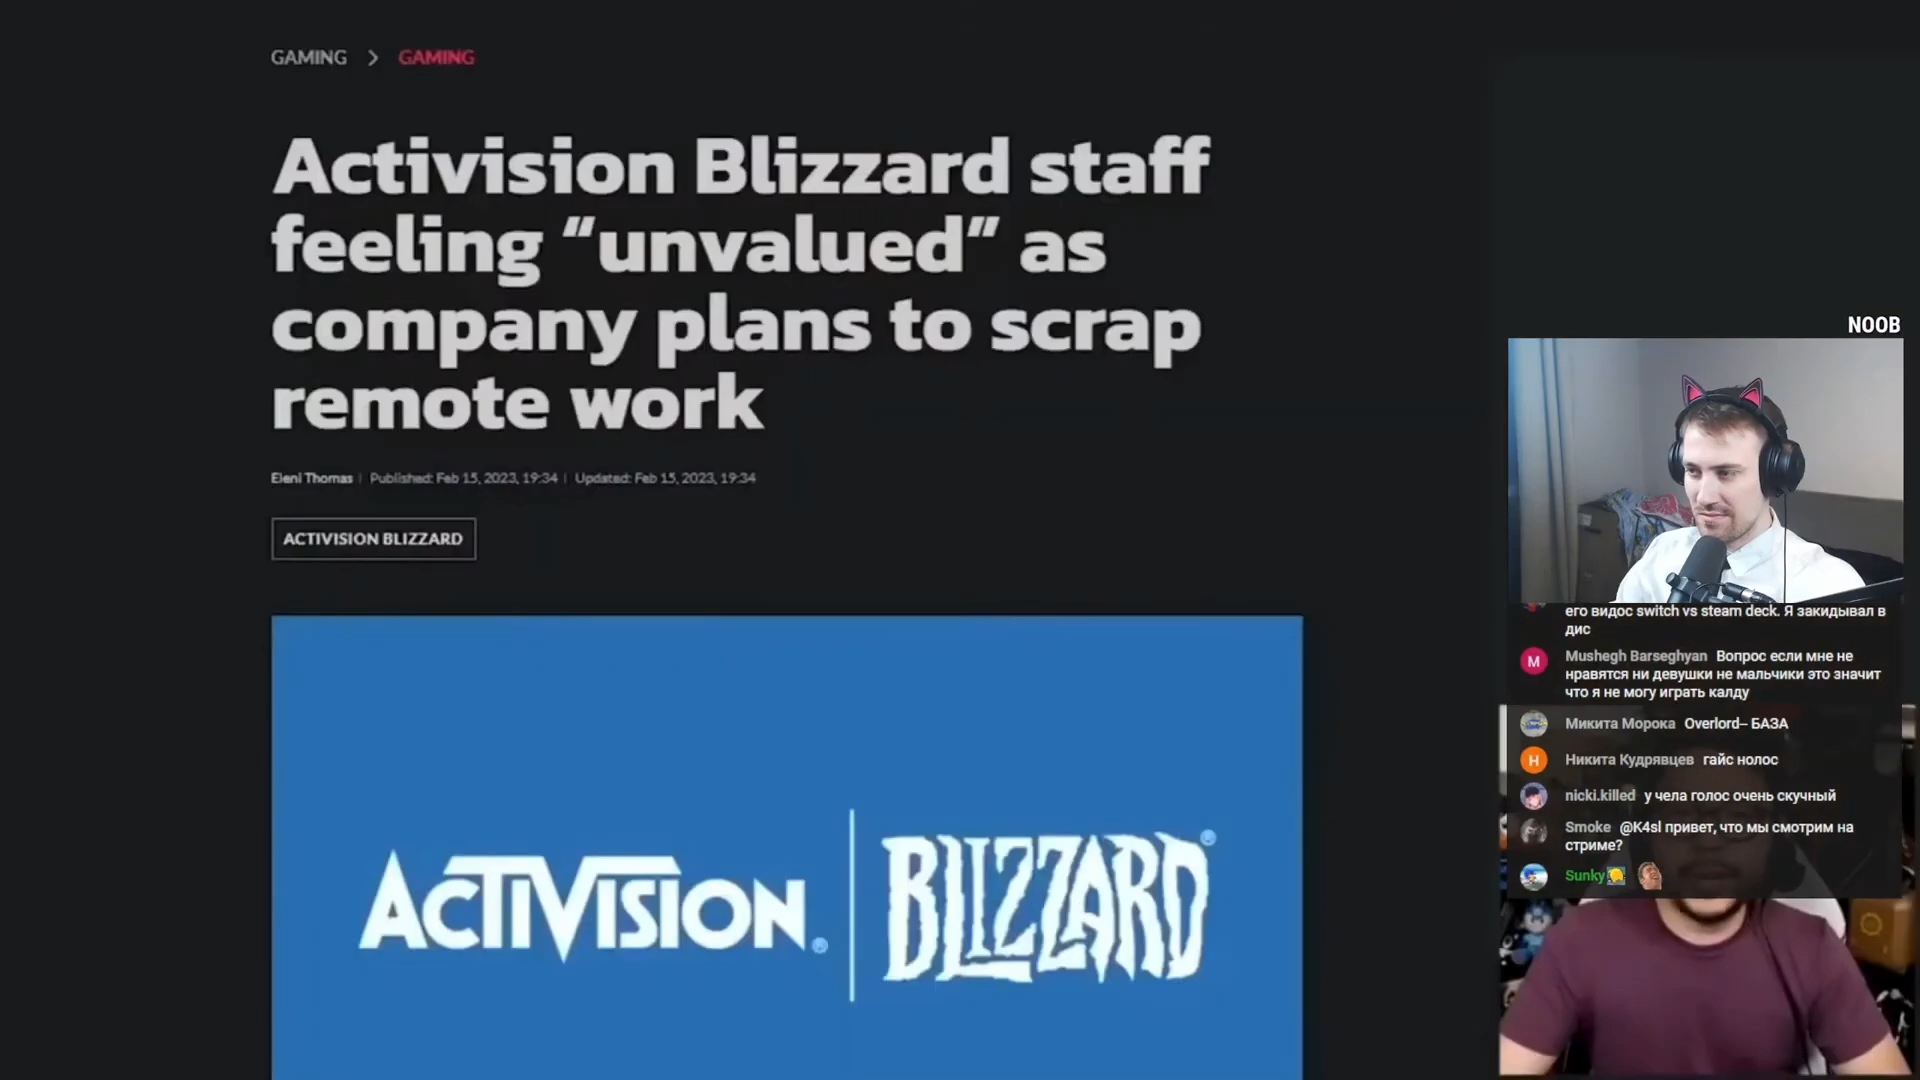 GAMING > GAMING
Activision Blizzard staff
feeling “unvalued” as
company plans to scrap
remote work
Eleni Thomas | Published: Feb 15, 2023, 19:34 | Updated: Feb 15, 2023, 19:34
ACTIVISION BLIZZARD
ACTIVISION® | BLIZZARD®
NOOB
его видос switch vs steam deck. Я закидывал в
дис
M
Mushegh Barseghyan Вопрос если мне не
нравятся ни девушки не мальчики это значит
что я не могу играть калду
Микита Морока Overlord– БАЗА
Н
Никита Кудрявцев гайс нолос
nicki.killed у чела голос очень скучный
Smoke @K4sl привет, что мы смотрим на
стриме?
Sunky